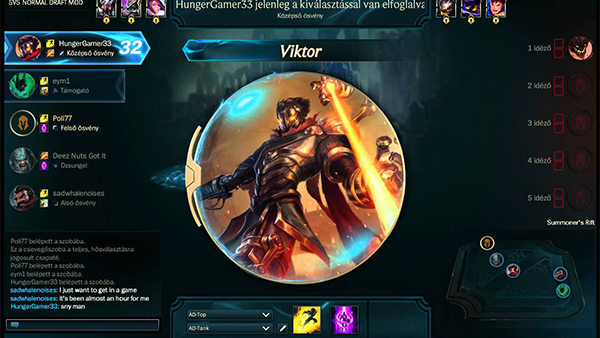 5V5 NORMAL DRAFT MÓD
HungerGamer33 jelenleg a kiválasztással van elfoglalva
Középső ösvény
HungerGamer33
Középső ösvény
32
Viktor
eym1
Támogató
Poli77
Felső ösvény
Deez Nuts Got It
Dzsungel
sadwhalenoises
Alsó ösvény
1 idéző
2 idéző
3 idéző
4 idéző
5 idéző
Summoner's Rift
Poli77 belépett a szobába.
Ez a csevegőszoba a teljes, hősválasztásra
jogosult csapaté.
Poli77 belépett a szobába.
eym1 belépett a szobába.
HungerGamer33 belépett a szobába.
sadwhalenoises: I just want to get in a game
sadwhalenoises: it's been almost an hour for me
HungerGamer33: srry man
AD-Top
AD-Tank